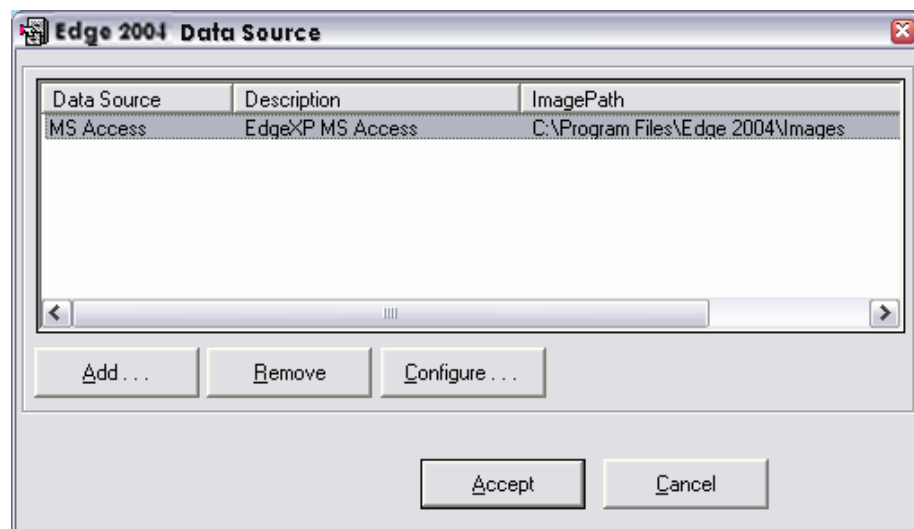 Edge 2004 Data Source
Data Source Description ImagePath
MS Access EdgeXP MS Access C:\Program Files\Edge 2004\Images
Add . . . Remove Configure . . .
Accept Cancel